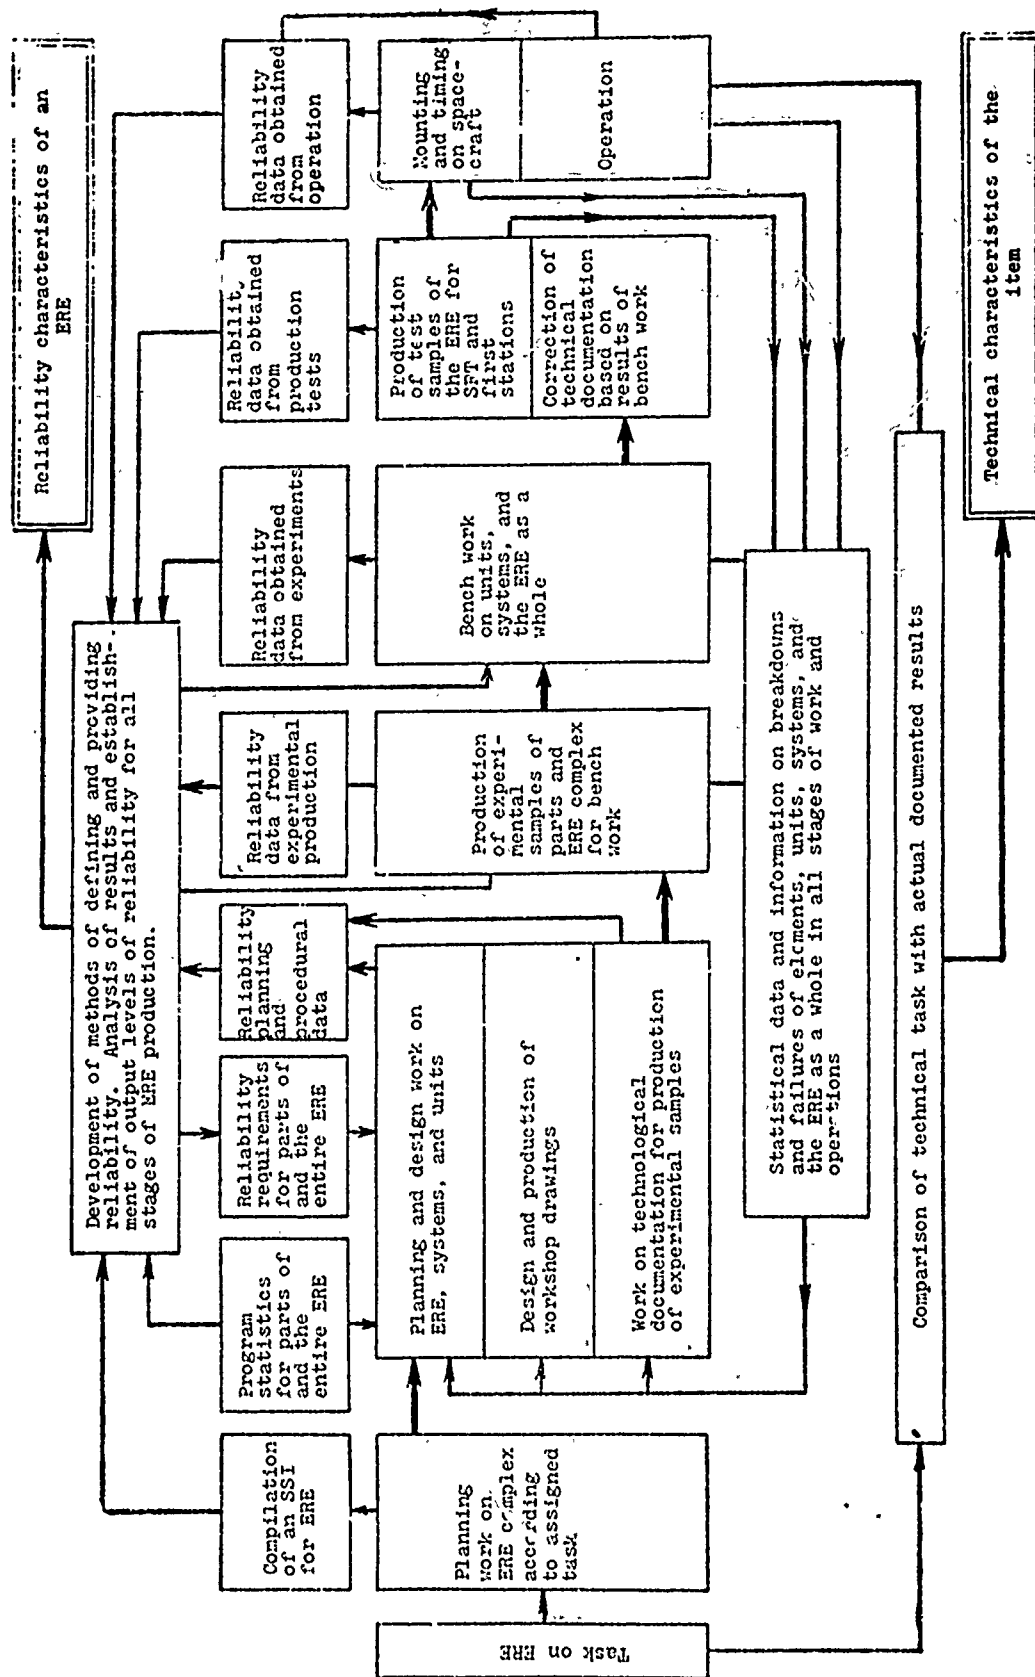 Reliability characteristics of an
ERE
Development of methods of defining and providing
reliability. Analysis of results and establish-
ment of output levels of reliability for all
stages of ERE production.
Compilation
of an SSI
for ERE
Program
statistics
for parts of
and the
entire ERE
Reliability
requirements
for parts of
and the
entire ERE
Reliability
planning
and
procedural
data
Reliability
data from
experimental
production
Reliability
data obtained
from experiments
Reliability
data obtained
from
production
tests
Reliability
data obtained
from
operation
Task on ERE
Planning
work on
ERE complex
according
to assigned
task
Planning and design work on
ERE, systems, and units
Design and production of
workshop drawings
Work on technological
documentation for production
of experimental samples
Production
of experi-
mental
samples of
parts and
ERE complex
for bench
work
Bench work
on units,
systems, and
the ERE as a
whole
Production
of test
samples of
the ERE for
SFT and
first
stations
Correction of
technical
documentation
based on
results of
bench work
Mounting
and timing
on space-
craft
Operation
Statistical data and information on breakdowns
and failures of elements, units, systems, and
the ERE as a whole in all stages of work and
operations
Comparison of technical task with actual documented results
Technical characteristics of the
item